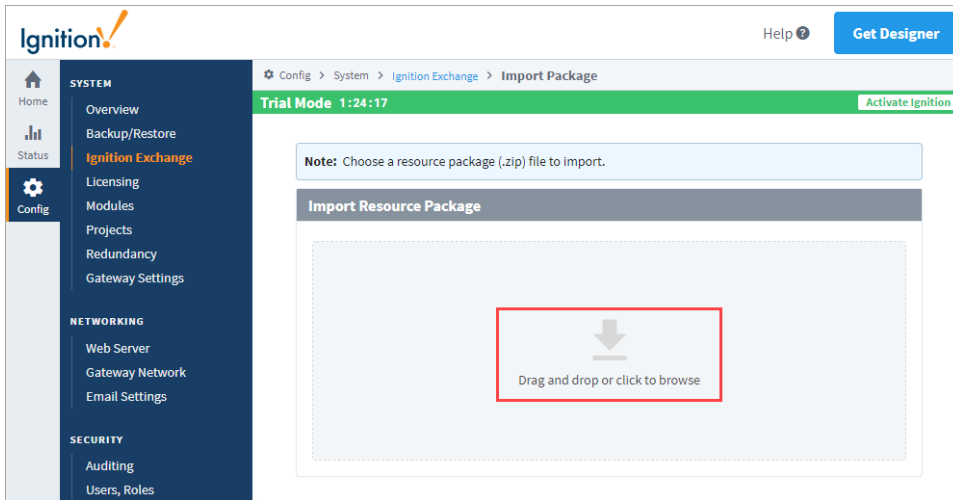 Ignition!
Help ?
Get Designer
Home
Status
Config
SYSTEM
Overview
Backup/Restore
Ignition Exchange
Licensing
Modules
Projects
Redundancy
Gateway Settings
NETWORKING
Web Server
Gateway Network
Email Settings
SECURITY
Auditing
Users, Roles
Config > System > Ignition Exchange > Import Package
Trial Mode 1:24:17
Activate Ignition
Note: Choose a resource package (.zip) file to import.
Import Resource Package
Drag and drop or click to browse